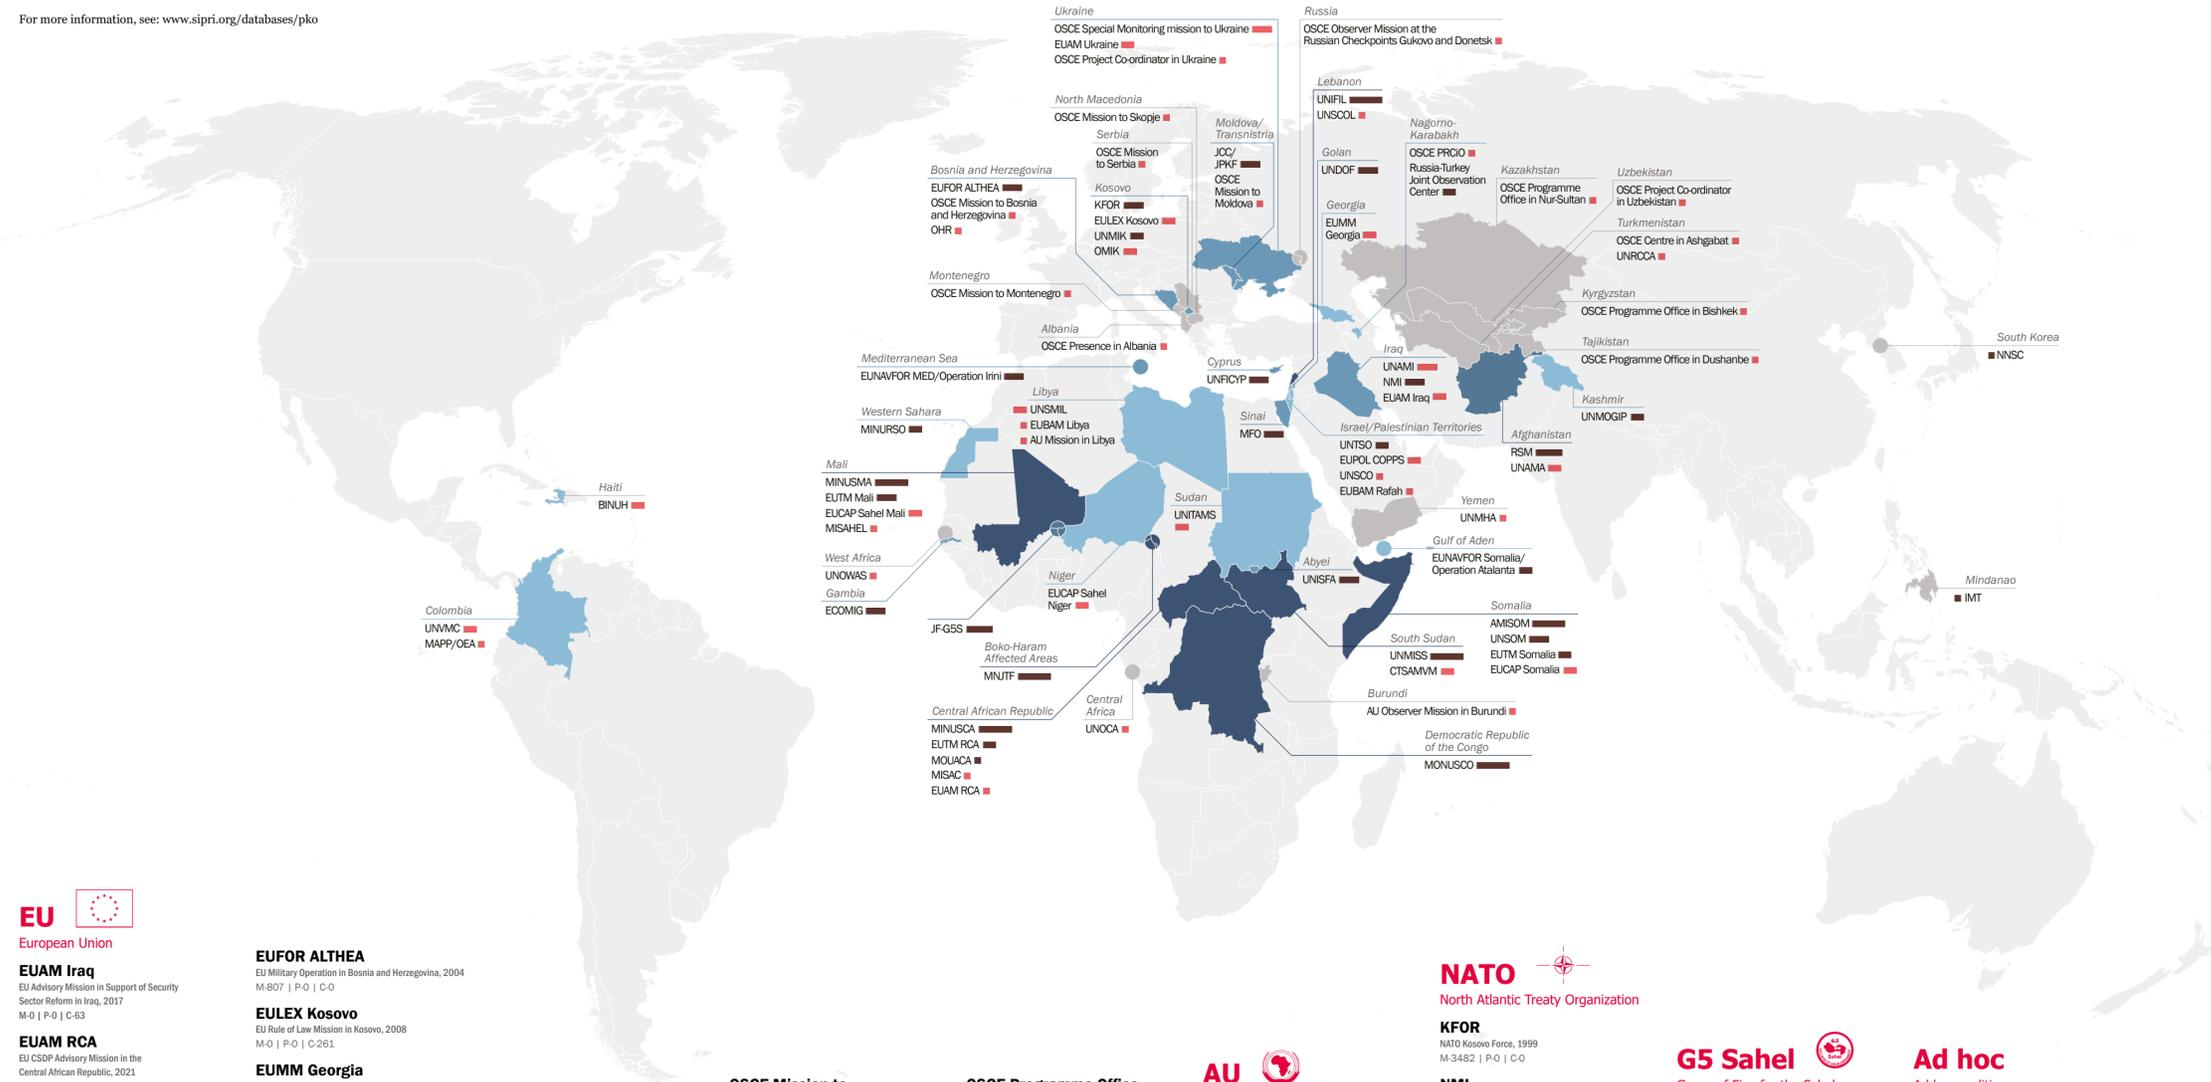 For more information, see: www.sipri.org/databases/pko
Ukraine
OSCE Special Monitoring mission to Ukraine
EUAM Ukraine
OSCE Project Co-ordinator in Ukraine
Russia
OSCE Observer Mission at the
Russian Checkpoints Gukovo and Donetsk
North Macedonia
OSCE Mission to Skopje
Serbia
OSCE Mission
to Serbia
Kosovo
KFOR
EULEX Kosovo
UNMIK
OMIK
Moldova/
Transnistria
JCC/
JPKF
OSCE
Mission to
Moldova
Lebanon
UNIFIL
UNSCOL
Golan
UNDOF
Georgia
EUMM
Georgia
Nagorno-
Karabakh
OSCE PRCiO
Russia-Turkey
Joint Observation
Center
Kazakhstan
OSCE Programme
Office in Nur-Sultan
Uzbekistan
OSCE Project Co-ordinator
in Uzbekistan
Turkmenistan
OSCE Centre in Ashgabat
UNRCCA
Kyrgyzstan
OSCE Programme Office in Bishkek
Tajikistan
OSCE Programme Office in Dushanbe
South Korea
NNSC
Bosnia and Herzegovina
EUFOR ALTHEA
OSCE Mission to Bosnia
and Herzegovina
OHR
Montenegro
OSCE Mission to Montenegro
Albania
OSCE Presence in Albania
Mediterranean Sea
EUNAVFOR MED/Operation Irini
Libya
UNSMIL
EUBAM Libya
AU Mission in Libya
Western Sahara
MINURSO
Cyprus
UNFICYP
Sinai
MFO
Iraq
UNAMI
NMI
EUAM Iraq
Israel/Palestinian Territories
UNTSO
EUPOL COPPS
UNSCO
EUBAM Rafah
Kashmir
UNMOGIP
Afghanistan
RSM
UNAMA
Mali
MINUSMA
EUTM Mali
EUCAP Sahel Mali
MISAHEL
West Africa
UNOWAS
Gambia
ECOMIG
JF-G5S
Niger
EUCAP Sahel
Niger
Sudan
UNITAMS
Yemen
UNMHA
Gulf of Aden
EUNAVFOR Somalia/
Operation Atalanta
Abyei
UNISFA
Somalia
AMISOM
UNSOM
EUTM Somalia
EUCAP Somalia
South Sudan
UNMISS
CTSAMVM
Burundi
AU Observer Mission in Burundi
Democratic Republic
of the Congo
MONUSCO
Boko-Haram
Affected Areas
MNJTF
Central African Republic
MINUSCA
EUTM RCA
MOUACA
MISAC
EUAM RCA
Central
Africa
UNOCA
Haiti
BINUH
Colombia
UNVMC
MAPP/OEA
Mindanao
IMT
EU
European Union
EUAM Iraq
EU Advisory Mission in Support of Security
Sector Reform in Iraq, 2017
M-0 | P-0 | C-63
EUAM RCA
EU CSDP Advisory Mission in the
Central African Republic, 2021
EUFOR ALTHEA
EU Military Operation in Bosnia and Herzegovina, 2004
M-807 | P-0 | C-0
EULEX Kosovo
EU Rule of Law Mission in Kosovo, 2008
M-0 | P-0 | C-261
EUMM Georgia
OSCE Mission to
OSCE Programme Office
AU
NATO
North Atlantic Treaty Organization
KFOR
NATO Kosovo Force, 1999
M-3482 | P-0 | C-0
NMI
G5 Sahel
Ad hoc